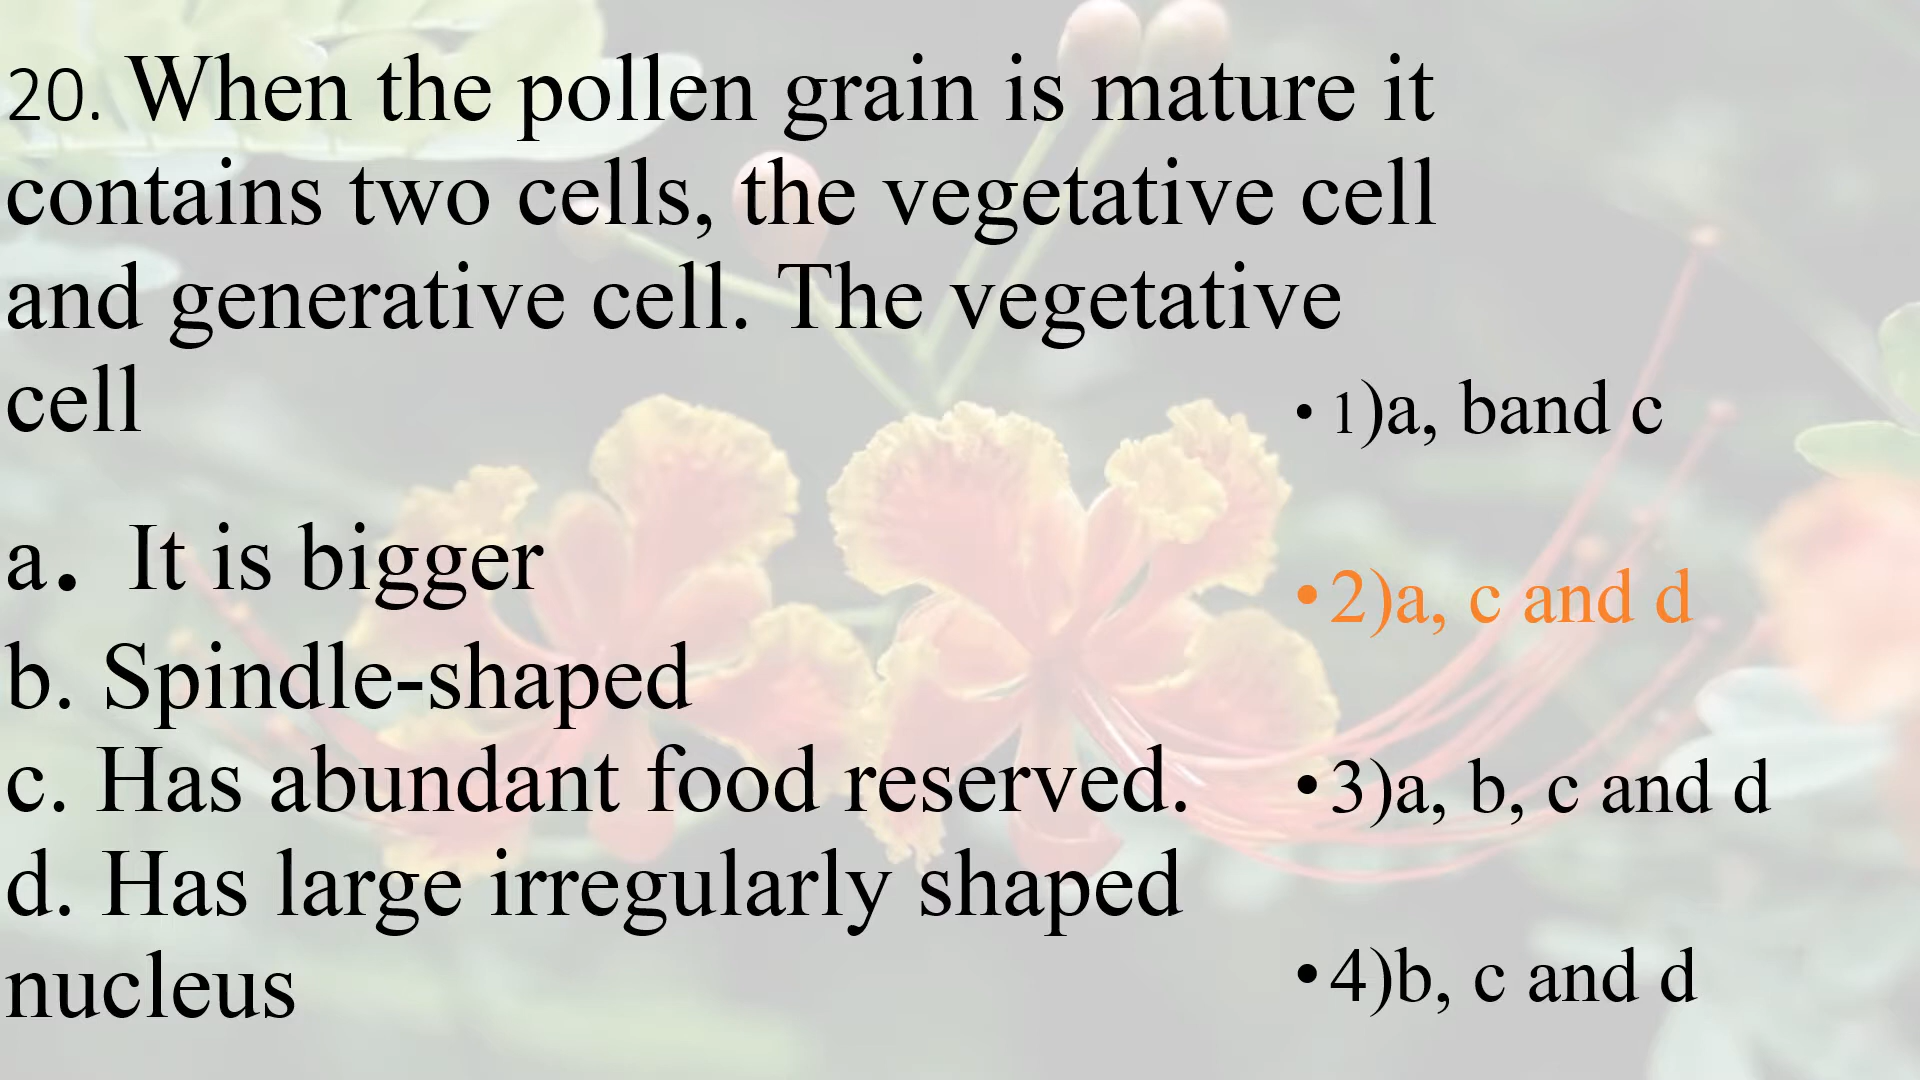 20. When the pollen grain is mature it
contains two cells, the vegetative cell
and generative cell. The vegetative
cell
a. It is bigger
b. Spindle-shaped
c. Has abundant food reserved.
d. Has large irregularly shaped
nucleus
• 1)a, band c
• 2)a, c and d
• 3)a, b, c and d
• 4)b, c and d